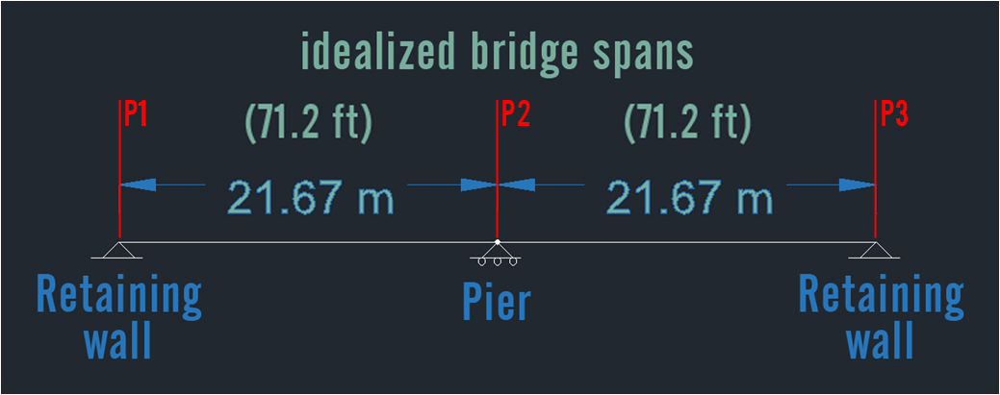 idealized bridge spans
P1 (71.2 ft) P2 (71.2 ft) P3
21.67 m 21.67 m
Retaining wall
Pier
Retaining wall